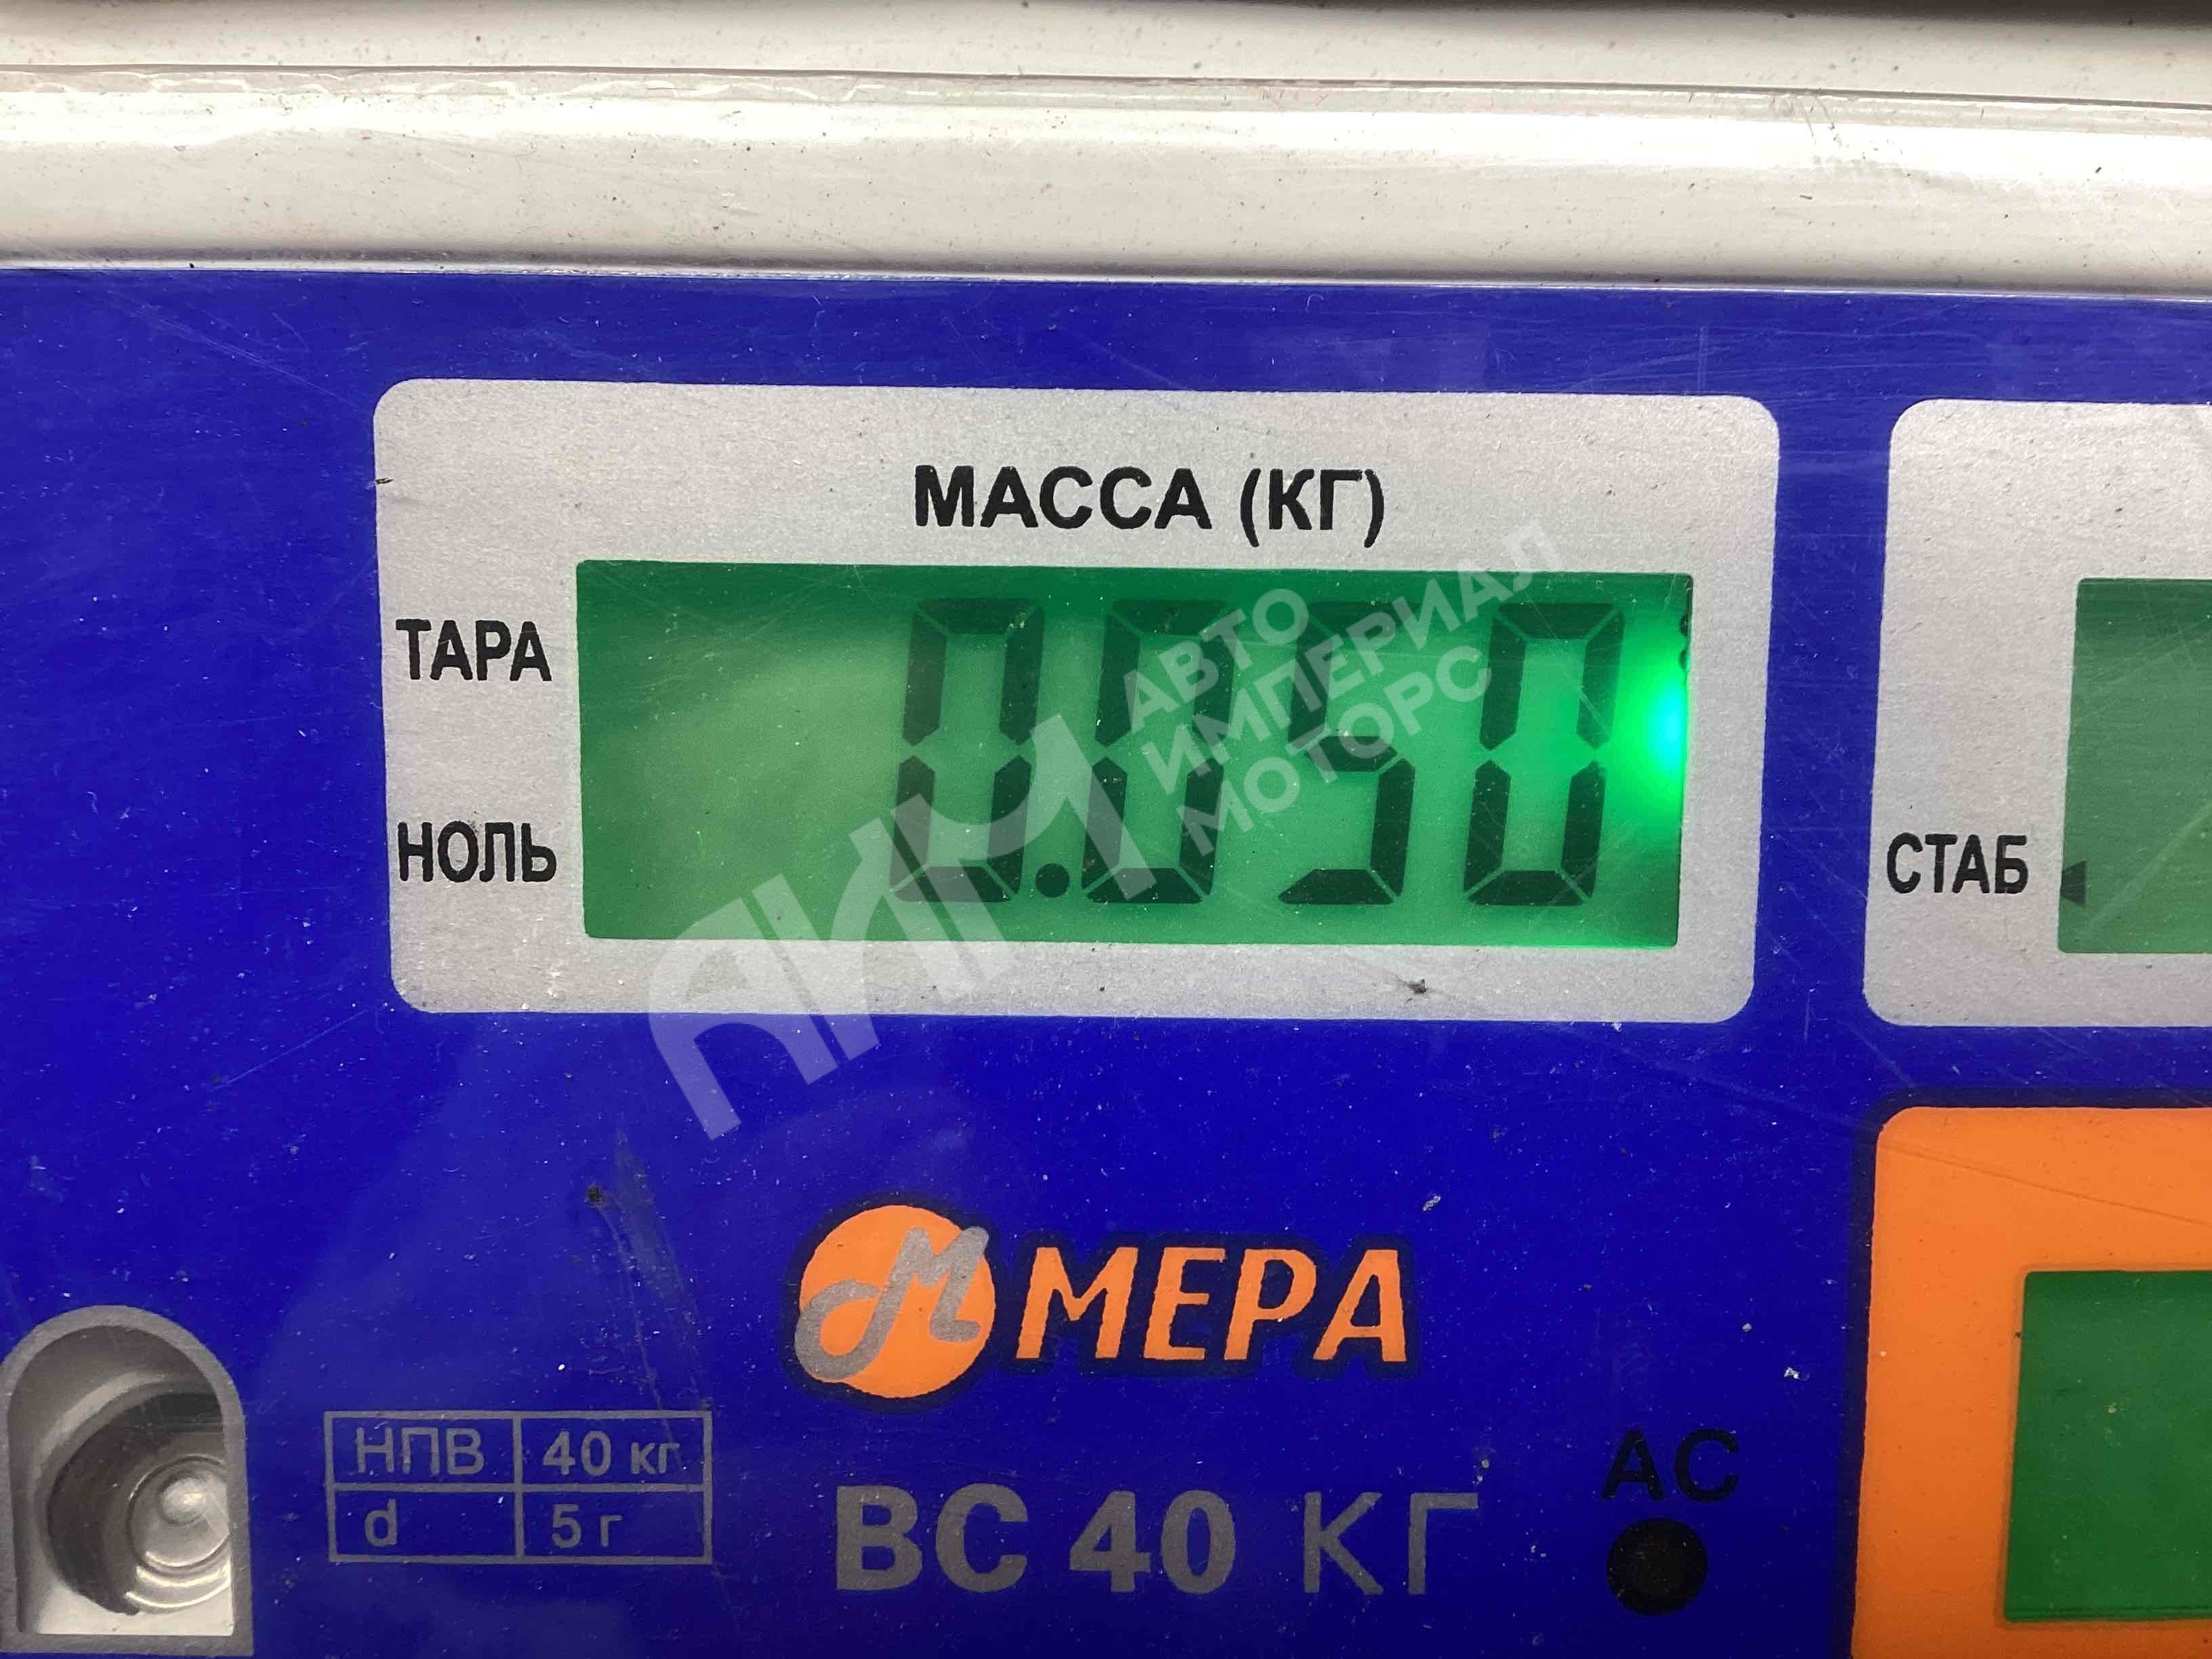 МАССА (КГ)
ТАРА
0.050
НОЛЬ
СТАБ
АКМ АВТО
ИМПЕРИАЛ
МОТОРС
М МЕРА
НПВ 40 кг
d 5 г
ВС 40 КГ
АС